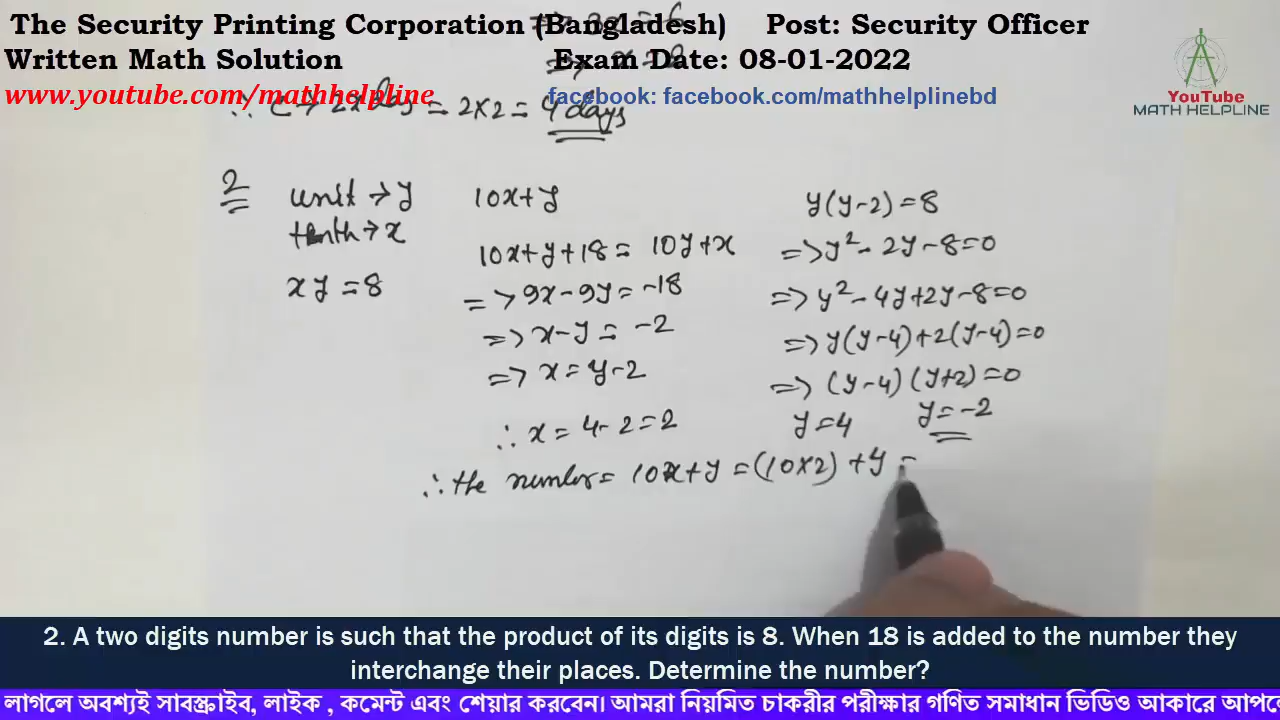 The Security Printing Corporation (Bangladesh) Post: Security Officer
Written Math Solution Exam Date: 08-01-2022
www.youtube.com/mathhelpline facebook: facebook.com/mathhelplinebd
YouTube
MATH HELPLINE
= 2×2 = 4 days
2
unit → y
tenth → x
xy = 8
10x+y
10x+y+18 = 10y+x
=> 9x-9y = -18
=> x-y = -2
=> x = y-2
∴ x = 4-2 = 2
y(y-2) = 8
=> y²- 2y-8=0
=> y²-4y+2y-8=0
=> y(y-4)+2(y-4)=0
=> (y-4) (y+2)=0
y=4 y=-2
∴ the number = 10x+y = (10×2) +4 =
2. A two digits number is such that the product of its digits is 8. When 18 is added to the number they
interchange their places. Determine the number?
লাগলে অবশ্যই সাবস্ক্রাইব, লাইক , কমেন্ট এবং শেয়ার করবেন। আমরা নিয়মিত চাকরীর পরীক্ষার গণিত সমাধান ভিডিও আকারে